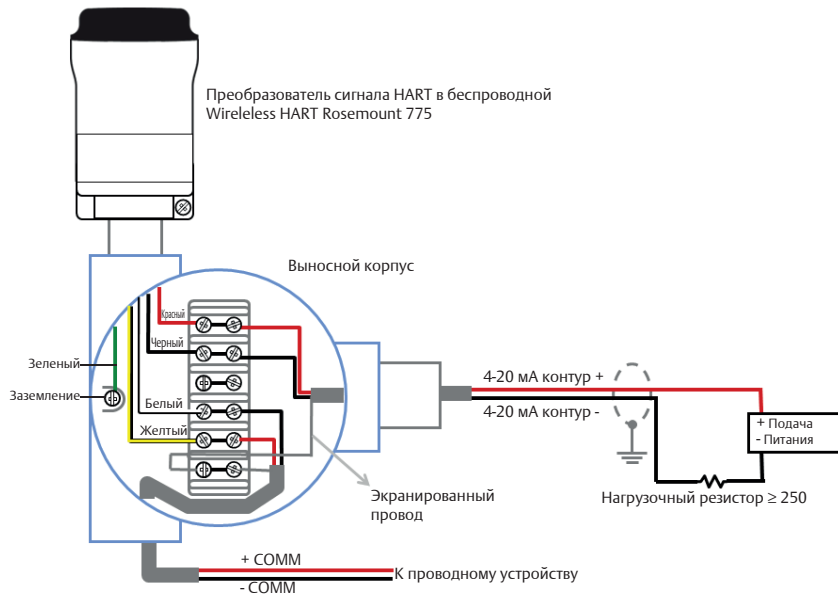 Преобразователь сигнала HART в беспроводной
Wireleless HART Rosemount 775
Выносной корпус
Красный
Черный
Зеленый
Заземление
Белый
Желтый
4-20 мА контур +
4-20 мА контур -
+ Подача
- Питания
Экранированный
провод
Нагрузочный резистор ≥ 250
+ COMM
К проводному устройству
- COMM